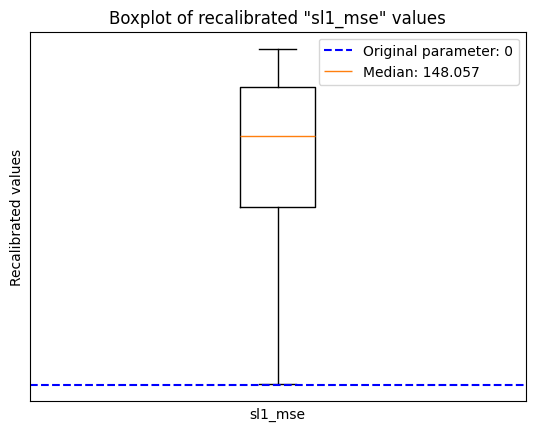 Boxplot of recalibrated "sl1_mse" values
Original parameter: 0
Median: 148.057
Recalibrated values
sl1_mse